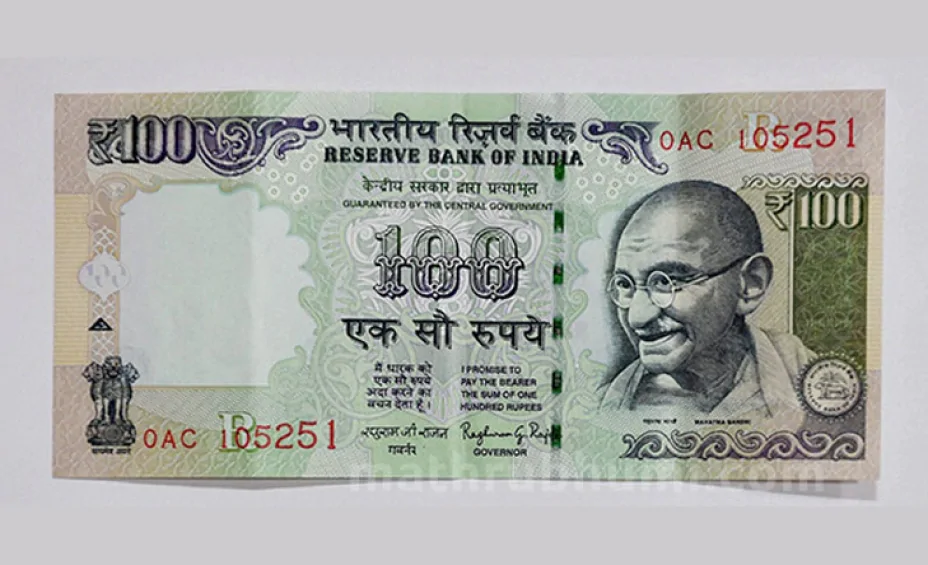 ₹100
भारतीय रिज़र्व बैंक
RESERVE BANK OF INDIA
0AC 105251
केन्द्रीय सरकार द्वारा प्रत्याभूत
GUARANTEED BY THE CENTRAL GOVERNMENT
₹100
100
एक सौ रुपये
मैं धारक को
एक सौ रुपये
अदा करने का
वचन देता हूँ।
I PROMISE TO
PAY THE BEARER
THE SUM OF ONE
HUNDRED RUPEES
रघुराम जी राजन
गवर्नर
Raghuram G. Rajan
GOVERNOR
महात्मा गांधी
MAHATMA GANDHI
0AC 105251
सत्यमेव जयते
mathrubhumi.com